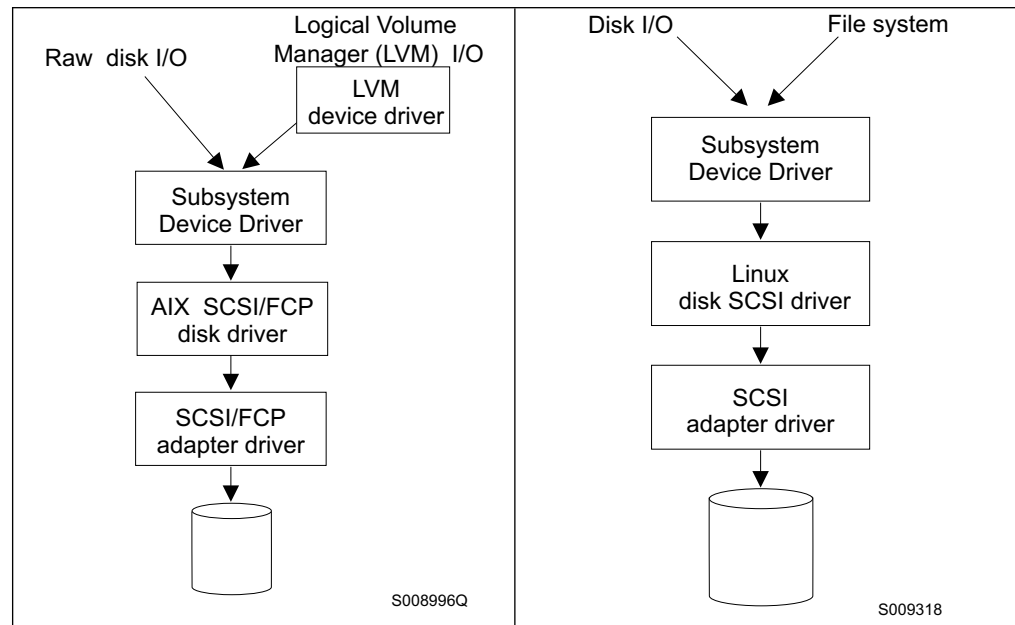 Raw disk I/O
Logical Volume
Manager (LVM) I/O
LVM
device driver
Subsystem
Device Driver
AIX SCSI/FCP
disk driver
SCSI/FCP
adapter driver
S008996Q
Disk I/O
File system
Subsystem
Device Driver
Linux
disk SCSI driver
SCSI
adapter driver
S009318